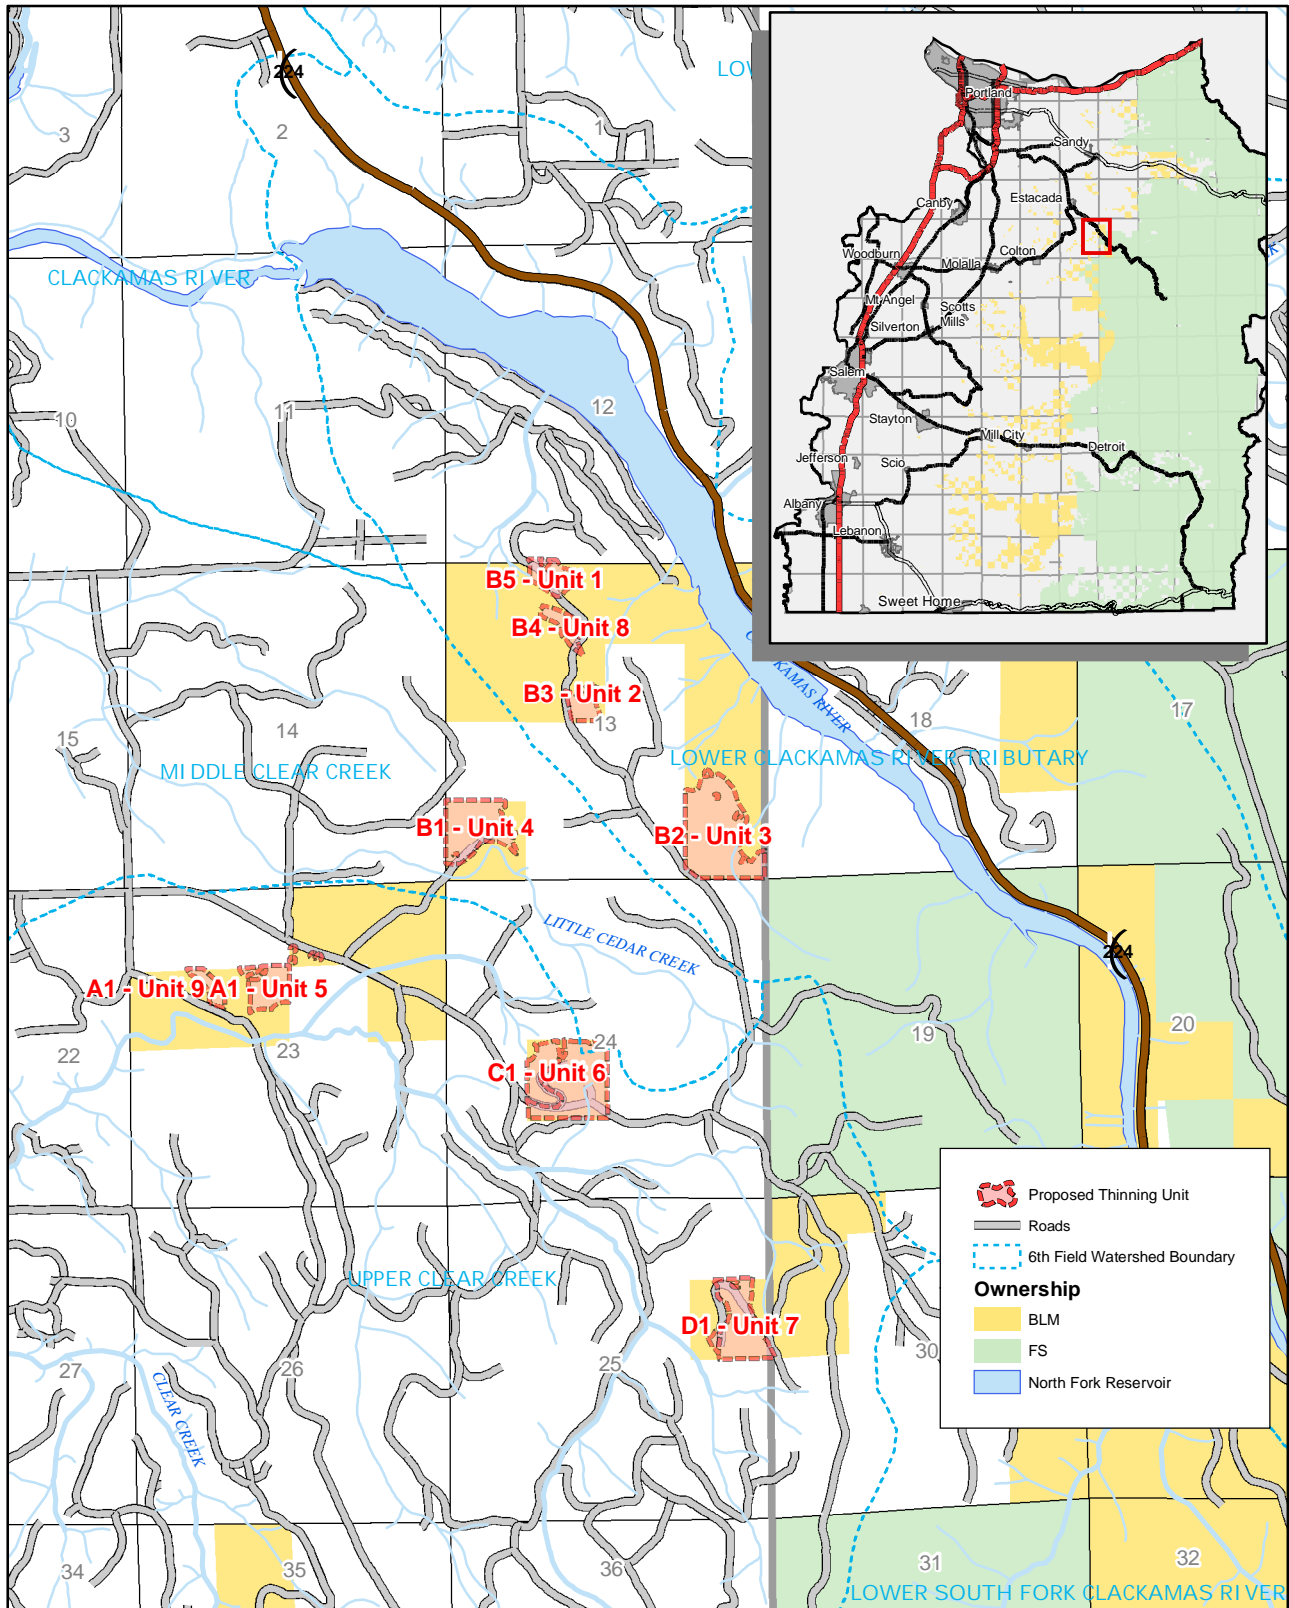 224
2
3
1
LOW
CLACKAMAS RIVER
Portland
Sandy
Estacada
Canby
Colton
Woodburn
Molalla
Mt Angel
Scotts
Mills
Silverton
Salem
Stayton
Mill City
Detroit
Jefferson
Scio
Albany
Lebanon
Sweet Home
10
11
12
B5 - Unit 1
B4 - Unit 8
B3 - Unit 2
13
14
15
CLACKAMAS RIVER
18
17
MIDDLE CLEAR CREEK
LOWER CLACKAMAS RIVER TRIBUTARY
B1 - Unit 4
B2 - Unit 3
LITTLE CEDAR CREEK
224
A1 - Unit 9
A1 - Unit 5
22
23
24
19
20
C1 - Unit 6
UPPER CLEAR CREEK
D1 - Unit 7
27
26
25
30
CLEAR CREEK
Proposed Thinning Unit
Roads
6th Field Watershed Boundary
Ownership
BLM
FS
North Fork Reservoir
34
35
36
31
32
LOWER SOUTH FORK CLACKAMAS RIVER